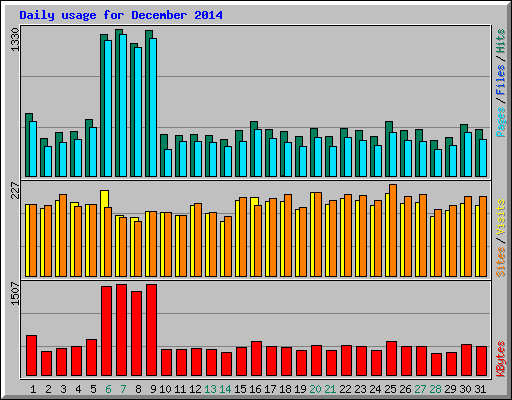 Daily usage for December 2014
1330
Pages / Files / Hits
227
Sites / Visits
1507
KBytes
1 2 3 4 5 6 7 8 9 10 11 12 13 14 15 16 17 18 19 20 21 22 23 24 25 26 27 28 29 30 31